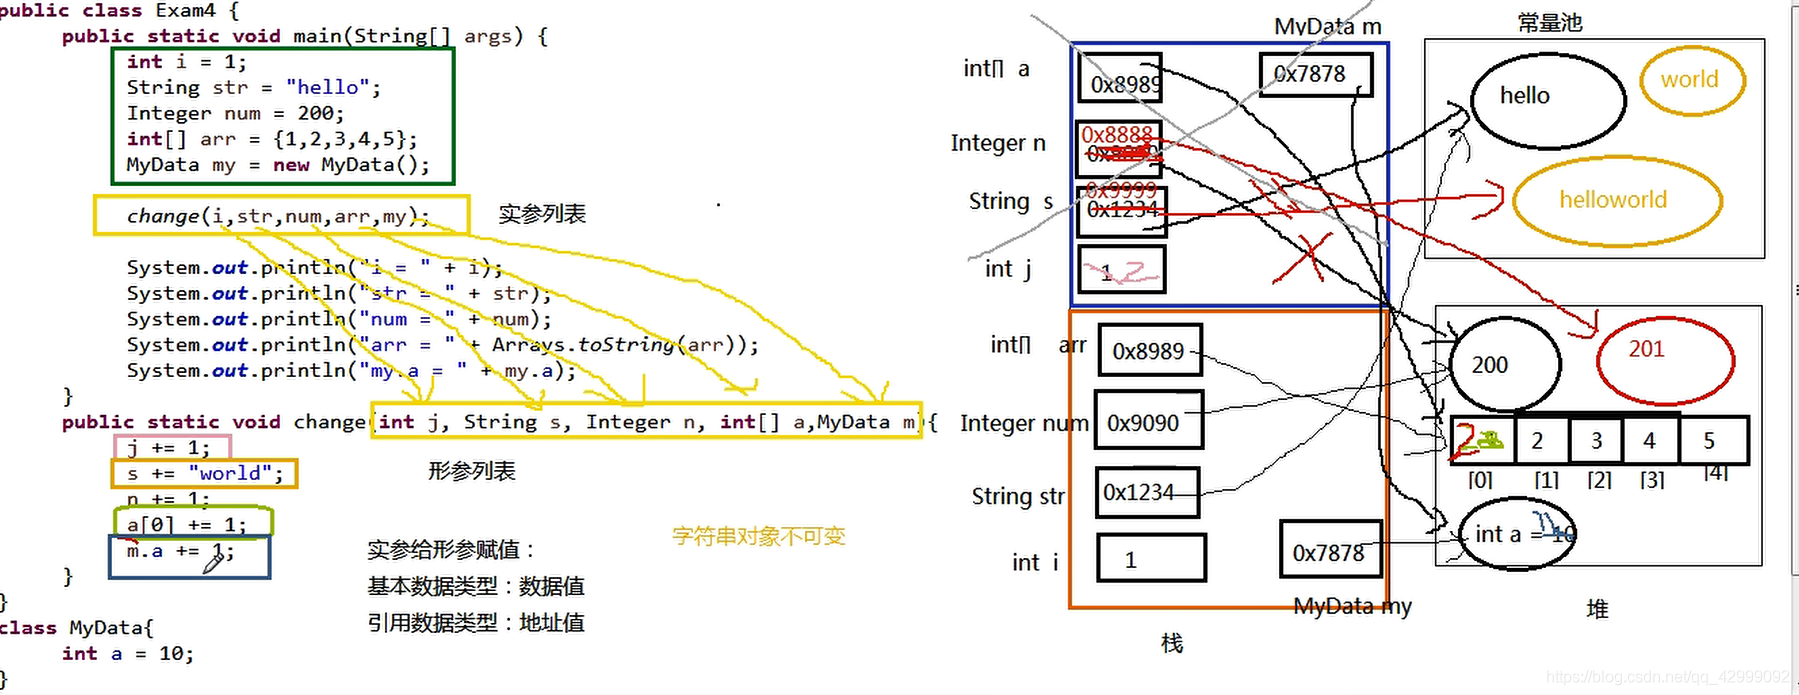 public class Exam4 {
public static void main(String[] args) {
int i = 1;
String str = "hello";
Integer num = 200;
int[] arr = {1,2,3,4,5};
MyData my = new MyData();
change(i,str,num,arr,my);
实参列表
System.out.println("i = " + i);
System.out.println("str = " + str);
System.out.println("num = " + num);
System.out.println("arr = " + Arrays.toString(arr));
System.out.println("my.a = " + my.a);
}
public static void change(int j, String s, Integer n, int[] a,MyData m){
j += 1;
s += "world";
n += 1;
a[0] += 1;
m.a += 1;
}
}
class MyData{
int a = 10;
}
形参列表
实参给形参赋值：
基本数据类型：数据值
引用数据类型：地址值
字符串对象不可变
MyData m
int[] a
0x8989
0x7878
Integer n
0x8888
String s
0x9999
0x1234
int j
1 2
int[] arr
0x8989
Integer num
0x9090
String str
0x1234
int i
1
0x7878
MyData my
栈
常量池
hello
world
helloworld
200
201
2
2
3
4
5
[0]
[1]
[2]
[3]
[4]
int a = 10
堆
https://blog.csdn.net/qq_42999092